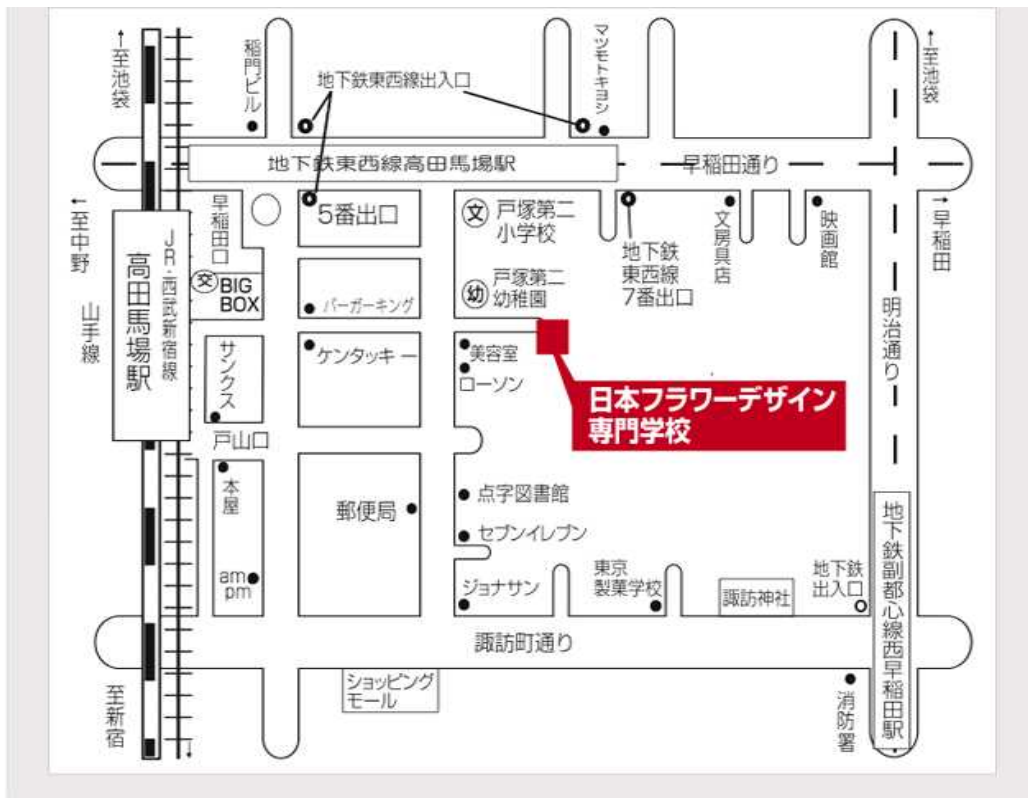 ←至池袋
稲門ビル
地下鉄東西線出入口
マツモトキヨシ
←至池袋
地下鉄東西線高田馬場駅
早稲田通り
←至中野
山手線
JR・西武新宿線
高田馬場駅
早稲田口
5番出口
文
戸塚第二
小学校
地下鉄
東西線
7番出口
文房具店
映画館
→早稲田
交
BIG
BOX
幼
戸塚第二
幼稚園
バーガーキング
明治通り
サンクス
ケンタッキー
美容室
ローソン
日本フラワーデザイン
専門学校
戸山口
本屋
郵便局
点字図書館
セブンイレブン
am
pm
ジョナサン
東京
製菓学校
諏訪神社
地下鉄
出入口
地下鉄副都心線西早稲田駅
諏訪町通り
至新宿
ショッピング
モール
消防署